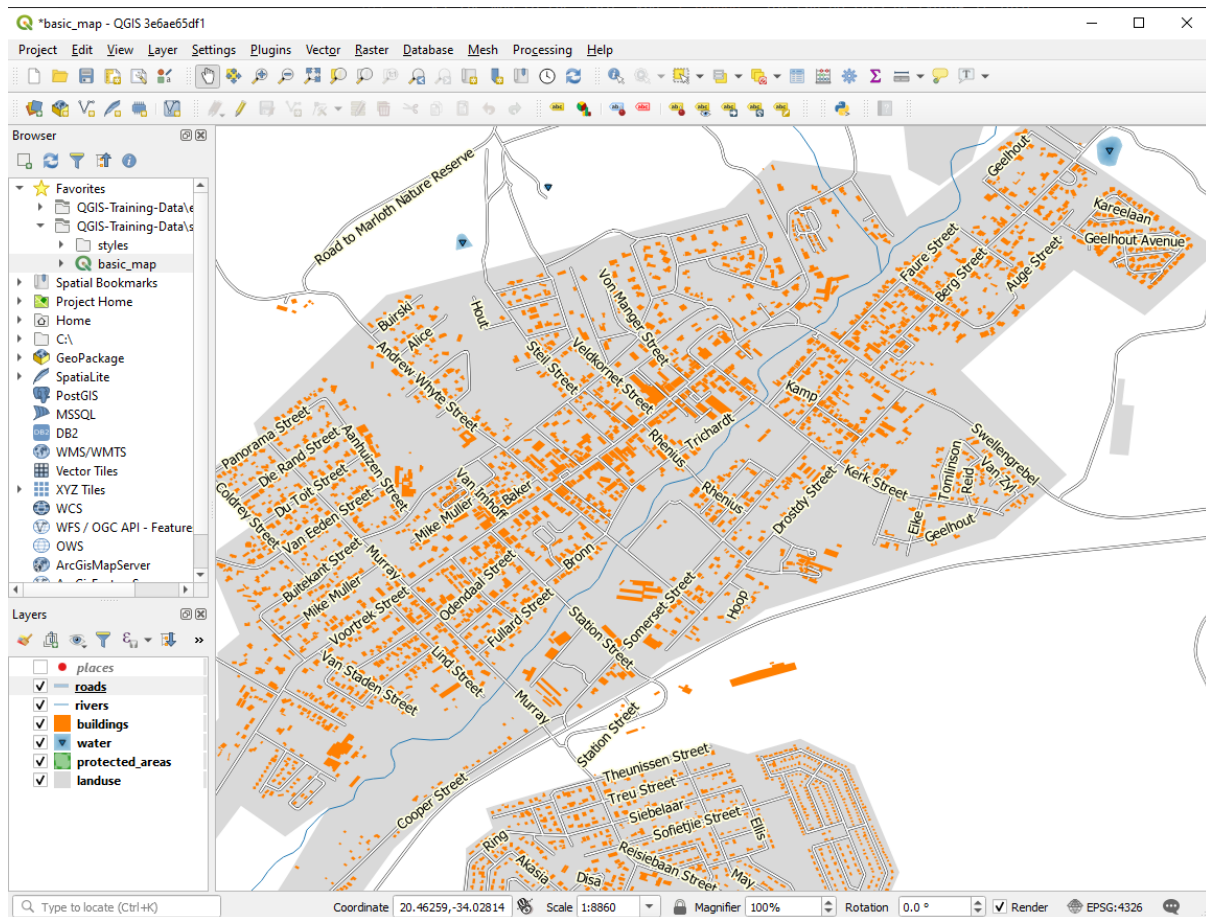 *basic_map - QGIS 3e6ae65df1
Project Edit View Layer Settings Plugins Vector Raster Database Mesh Processing Help
Browser
Favorites
QGIS-Training-Data\e
QGIS-Training-Data\s
styles
basic_map
Spatial Bookmarks
Project Home
Home
C:\
GeoPackage
SpatiaLite
PostGIS
MSSQL
DB2
WMS/WMTS
Vector Tiles
XYZ Tiles
WCS
WFS / OGC API - Feature
OWS
ArcGisMapServer
Layers
places
roads
rivers
buildings
water
protected_areas
landuse
Road to Marloth Nature Reserve
Geelhout
Kareelaan
Geelhout Avenue
Faure Street
Berg Street
Auge Street
Von Manger Street
Buirski
Alice
Hout
Andrew Whyte Street
Steil Street
Veldkornet Street
Kamp
Trichardt
Rhenius
Rhenius
Swellengrebel
Van Zyl
Tomlinson
Reid
Kerk Street
Eike
Geelhout
Drostdy Street
Panorama Street
Die Rand Street
Aanhuizen Street
Du Toit Street
Coldrey Street
Van Eeden Street
Van Imhoff
Baker
Mike Muller
Buitekant Street
Murray
Mike Muller
Bronn
Odendaal Street
Voortrek Street
Fullard Street
Station Street
Somerset Street
Hoop
Lind Street
Van Staden Street
Murray
Station Street
Cooper Street
Theunissen Street
Treu Street
Siebelaar
Sofietjie Street
Ellis
Ring
Reisiebaan Street
Akasia
Disa
May
Type to locate (Ctrl+K) Coordinate 20.46259,-34.02814 Scale 1:8860 Magnifier 100% Rotation 0.0 ° Render EPSG:4326